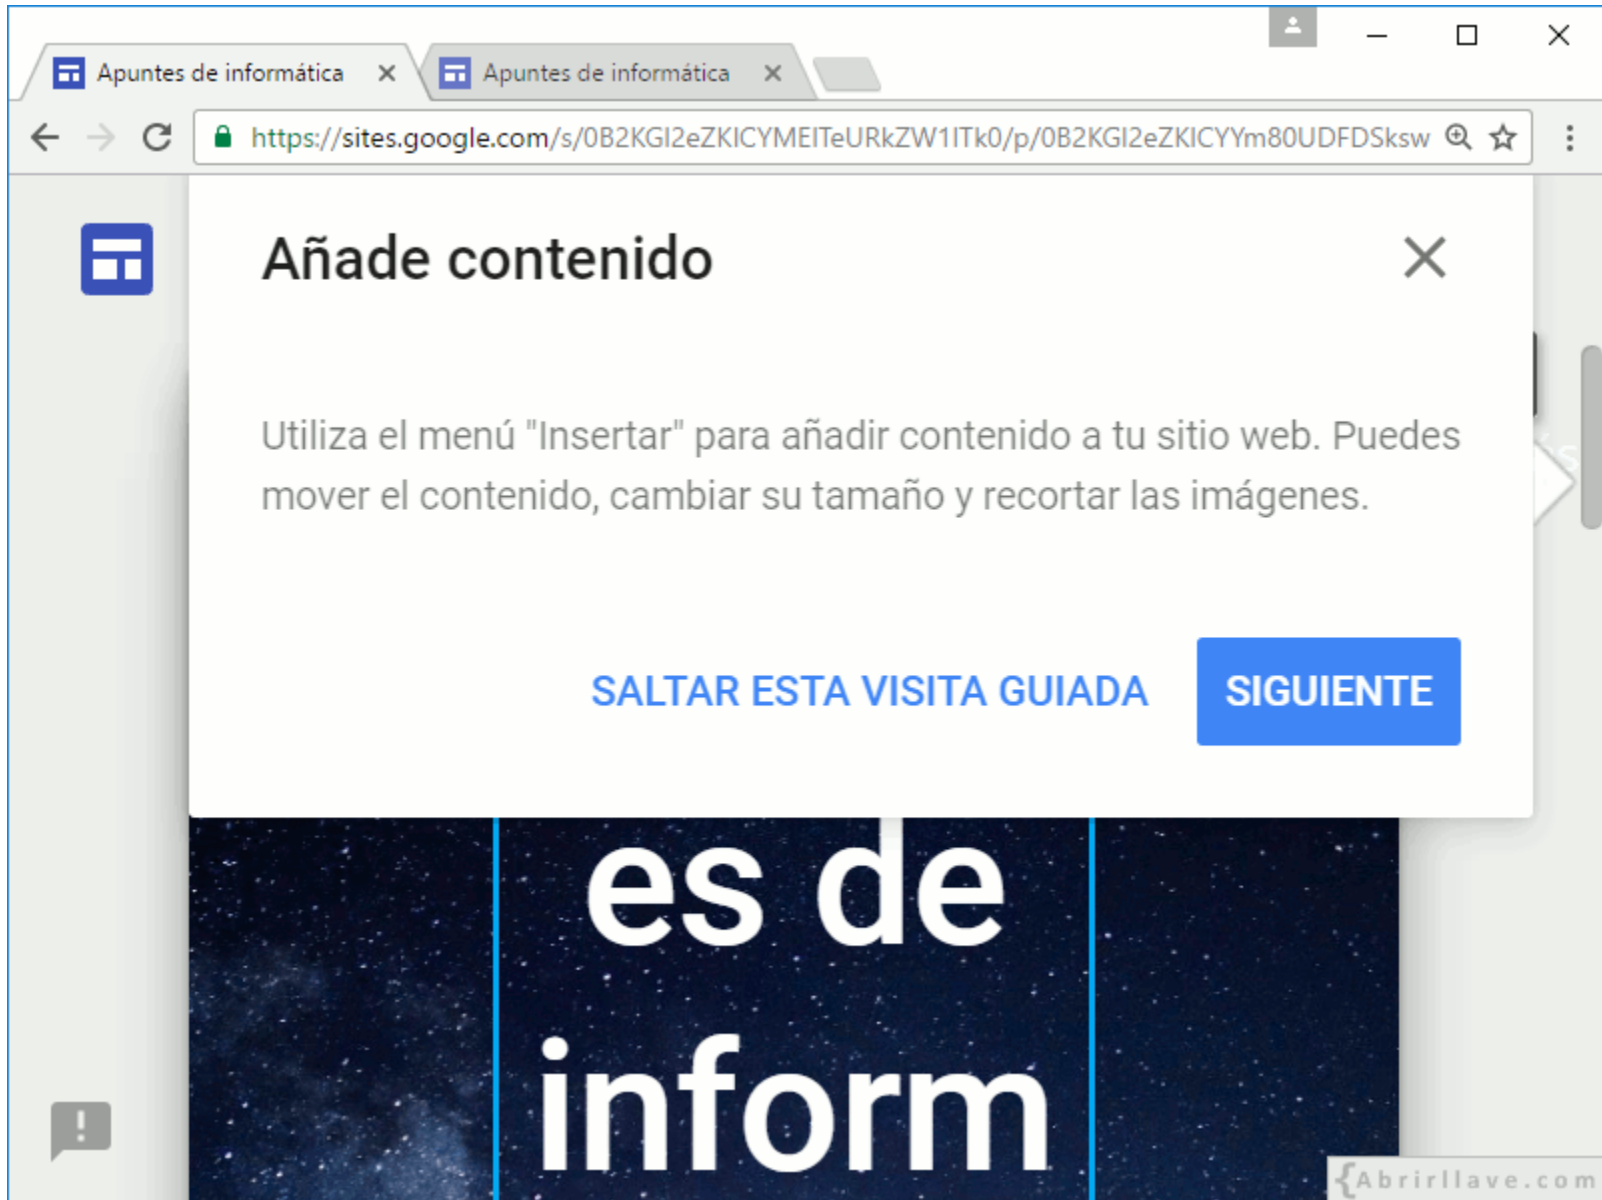 Apuntes de informática
Apuntes de informática
https://sites.google.com/s/0B2KGl2eZKlCYMElTeURkZW1lTk0/p/0B2KGl2eZKlCYYm80UDFDSksw
Añade contenido
Utiliza el menú "Insertar" para añadir contenido a tu sitio web. Puedes
mover el contenido, cambiar su tamaño y recortar las imágenes.
SALTAR ESTA VISITA GUIADA
SIGUIENTE
es de
inform
{Abrirllave.com